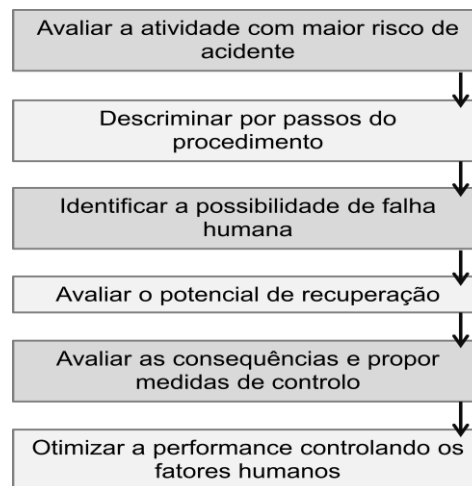 Avaliar a atividade com maior risco de
acidente
Descriminar por passos do
procedimento
Identificar a possibilidade de falha
humana
Avaliar o potencial de recuperação
Avaliar as consequências e propor
medidas de controlo
Otimizar a performance controlando os
fatores humanos